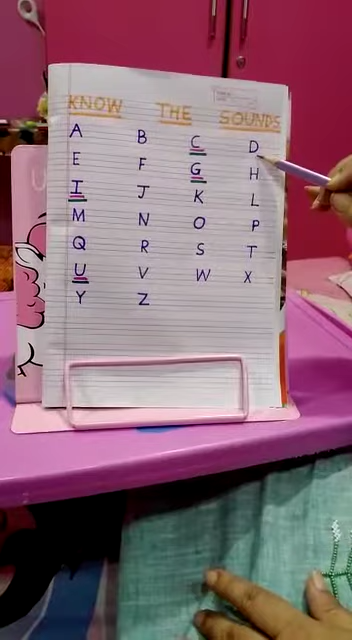 KNOW THE SOUNDS
A B C D
E F G H
I J K L
M N O P
Q R S T
U V W X
Y Z